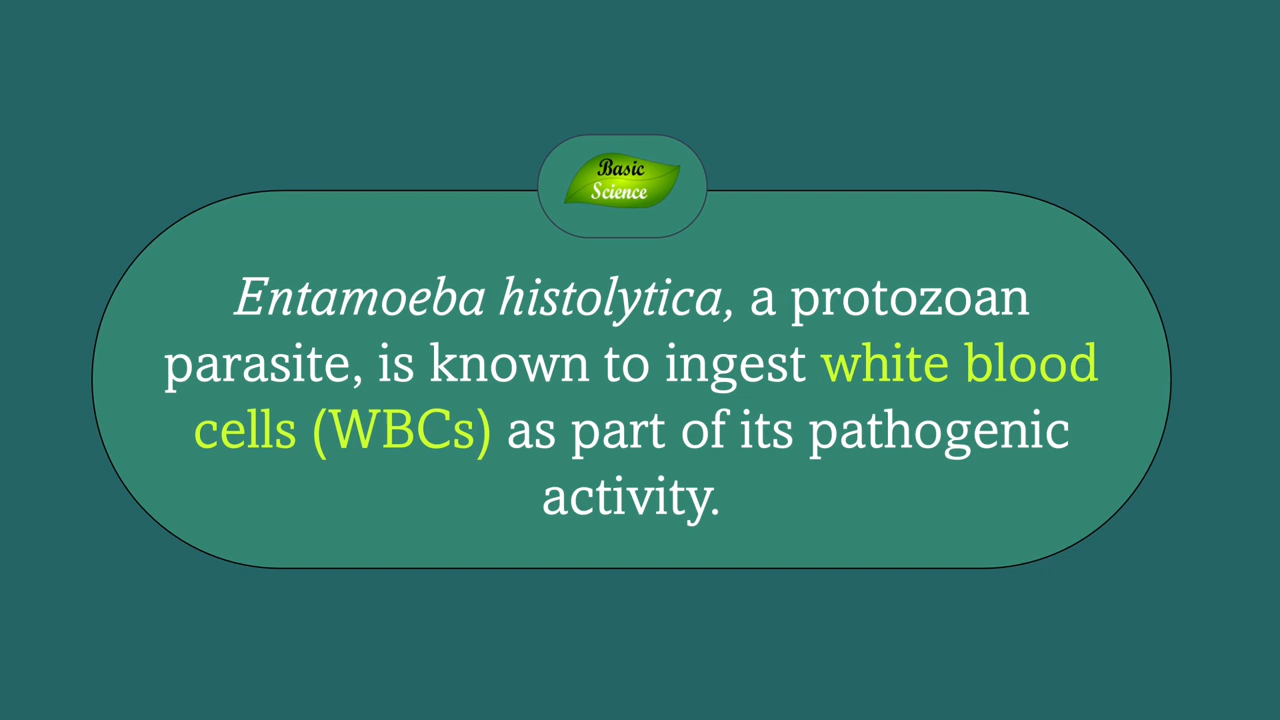 Basic
Science
Entamoeba histolytica, a protozoan
parasite, is known to ingest white blood
cells (WBCs) as part of its pathogenic
activity.